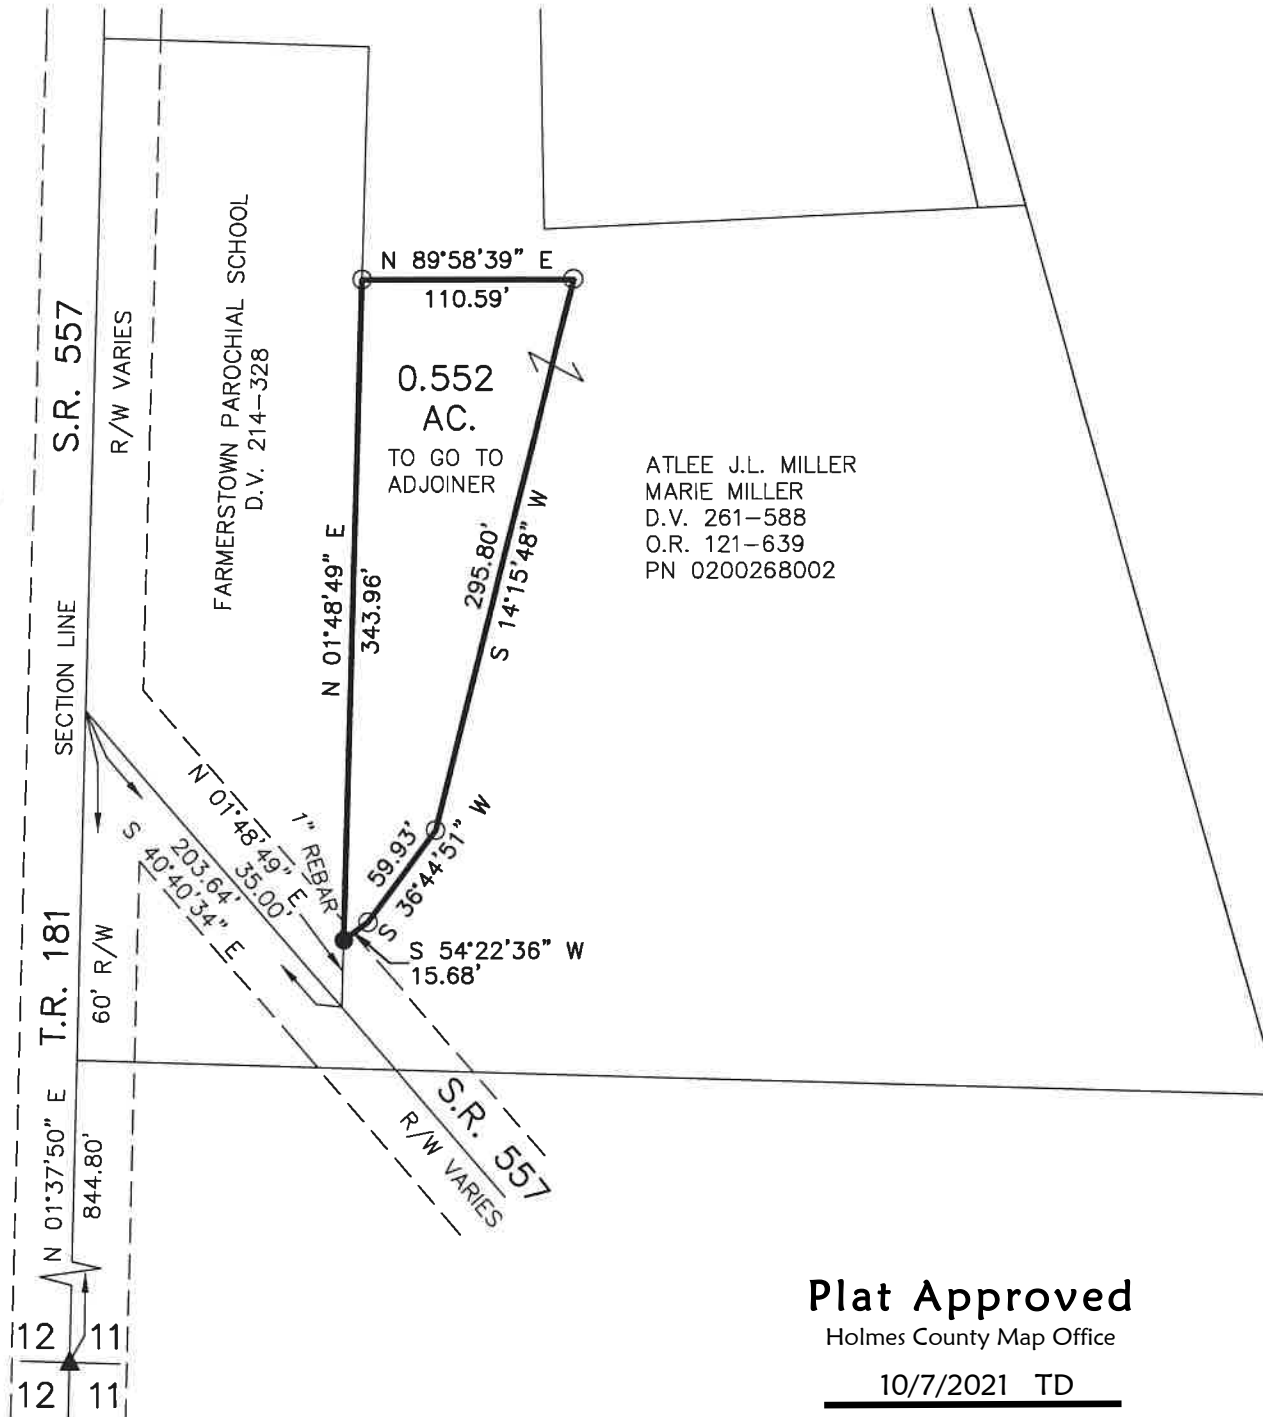 S.R. 557
R/W VARIES
FARMERSTOWN PAROCHIAL SCHOOL
D.V. 214-328
N 89°58'39" E
110.59'
0.552
AC.
TO GO TO
ADJOINER
N 01°48'49" E
343.96'
295.80'
S 14°15'48" W
ATLEE J.L. MILLER
MARIE MILLER
D.V. 261-588
O.R. 121-639
PN 0200268002
SECTION LINE
N 01°48'49" E
35.00'
203.64'
S 40°40'34" E
1" REBAR
59.93'
S 36°44'51" W
S 54°22'36" W
15.68'
T.R. 181
60' R/W
S.R. 557
R/W VARIES
N 01°37'50" E
844.80'
12 11
12 11
Plat Approved
Holmes County Map Office
10/7/2021 TD